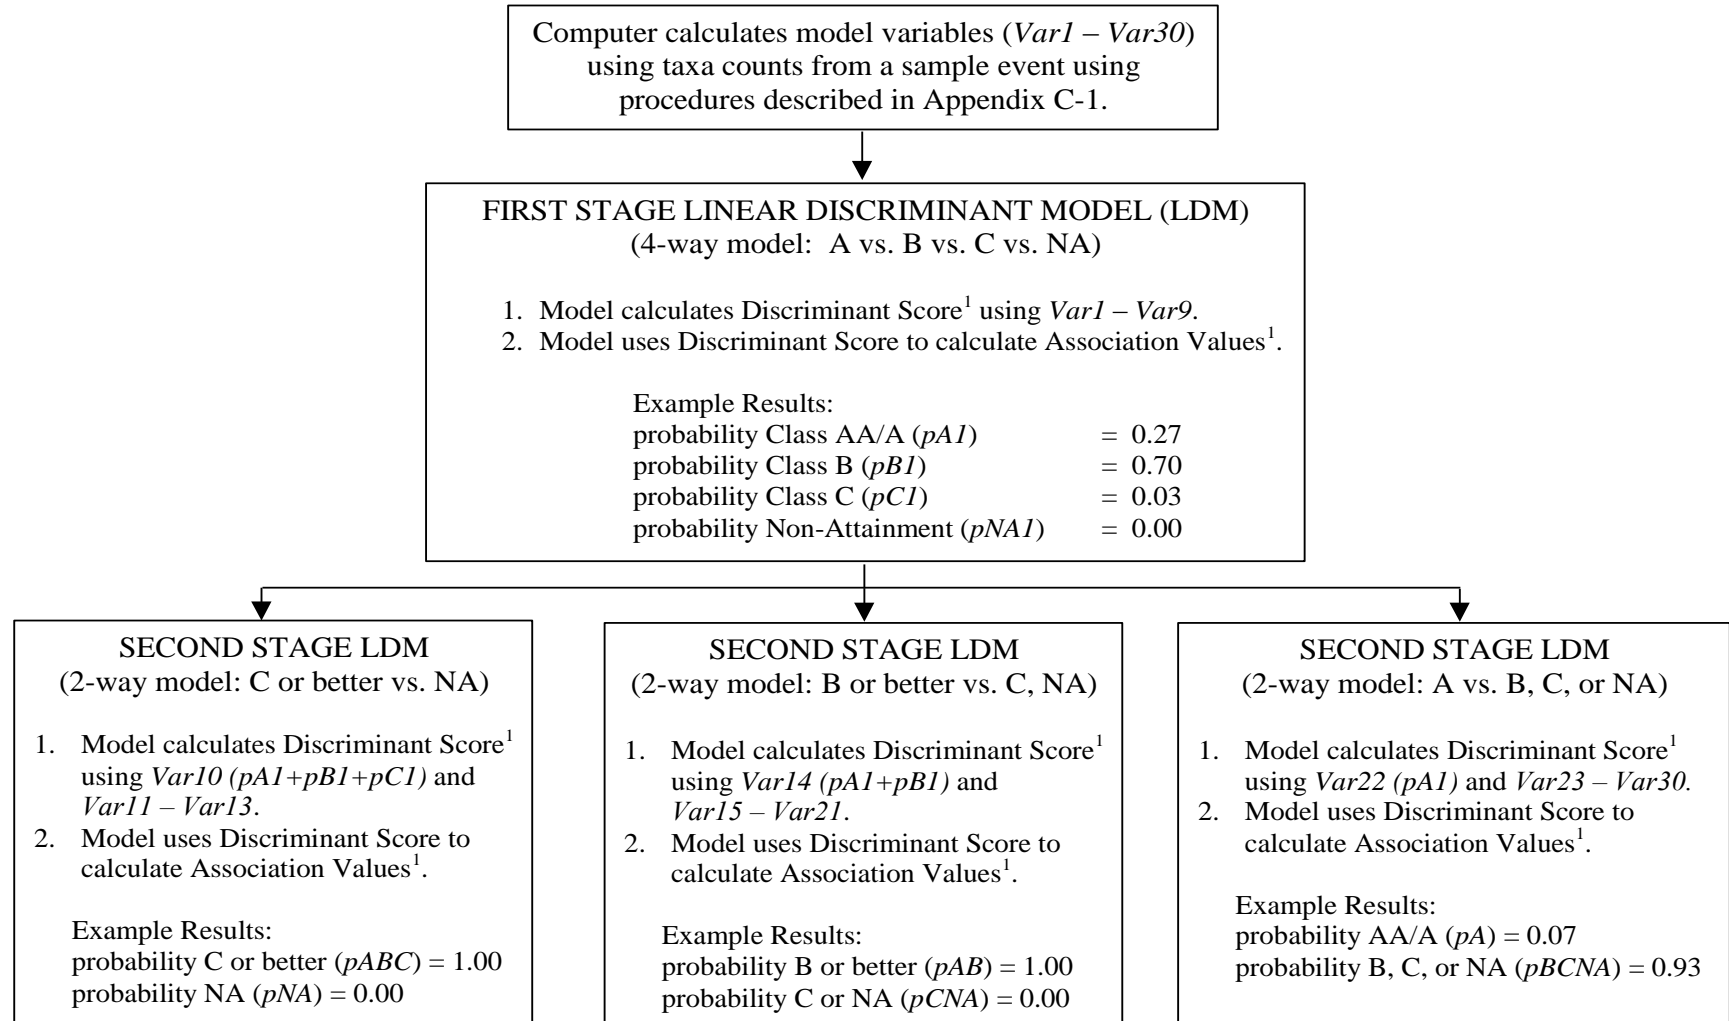 Computer calculates model variables (Var1 – Var30)
using taxa counts from a sample event using
procedures described in Appendix C-1.
FIRST STAGE LINEAR DISCRIMINANT MODEL (LDM)
(4-way model: A vs. B vs. C vs. NA)
1. Model calculates Discriminant Score¹ using Var1 – Var9.
2. Model uses Discriminant Score to calculate Association Values¹.
Example Results:
probability Class AA/A (pA1) = 0.27
probability Class B (pB1) = 0.70
probability Class C (pC1) = 0.03
probability Non-Attainment (pNA1) = 0.00
SECOND STAGE LDM
(2-way model: C or better vs. NA)
1. Model calculates Discriminant Score¹
using Var10 (pA1+pB1+pC1) and
Var11 – Var13.
2. Model uses Discriminant Score to
calculate Association Values¹.
Example Results:
probability C or better (pABC) = 1.00
probability NA (pNA) = 0.00
SECOND STAGE LDM
(2-way model: B or better vs. C, NA)
1. Model calculates Discriminant Score¹
using Var14 (pA1+pB1) and
Var15 – Var21.
2. Model uses Discriminant Score to
calculate Association Values¹.
Example Results:
probability B or better (pAB) = 1.00
probability C or NA (pCNA) = 0.00
SECOND STAGE LDM
(2-way model: A vs. B, C, or NA)
1. Model calculates Discriminant Score¹
using Var22 (pA1) and Var23 – Var30.
2. Model uses Discriminant Score to
calculate Association Values¹.
Example Results:
probability AA/A (pA) = 0.07
probability B, C, or NA (pBCNA) = 0.93